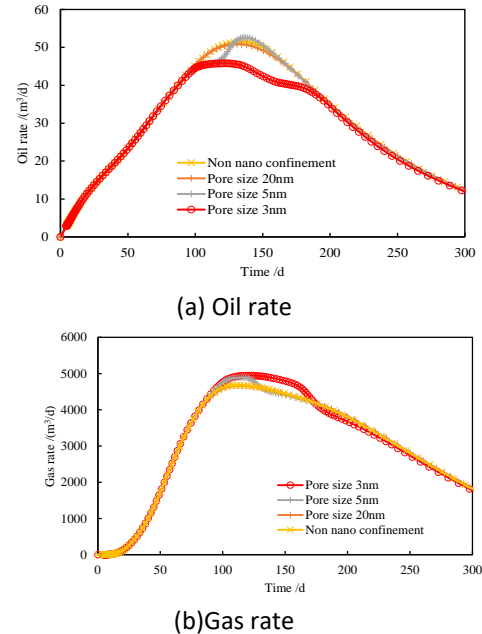 60
50
40
30
20
10
0
Oil rate /(m³/d)
Non nano confinement
Pore size 20nm
Pore size 5nm
Pore size 3nm
0 50 100 150 200 250 300
Time /d
(a) Oil rate
6000
5000
4000
3000
2000
1000
0
Gas rate/(m³/d)
Pore size 3nm
Pore size 5nm
Pore size 20nm
Non nano confinement
0 50 100 150 200 250 300
Time /d
(b)Gas rate